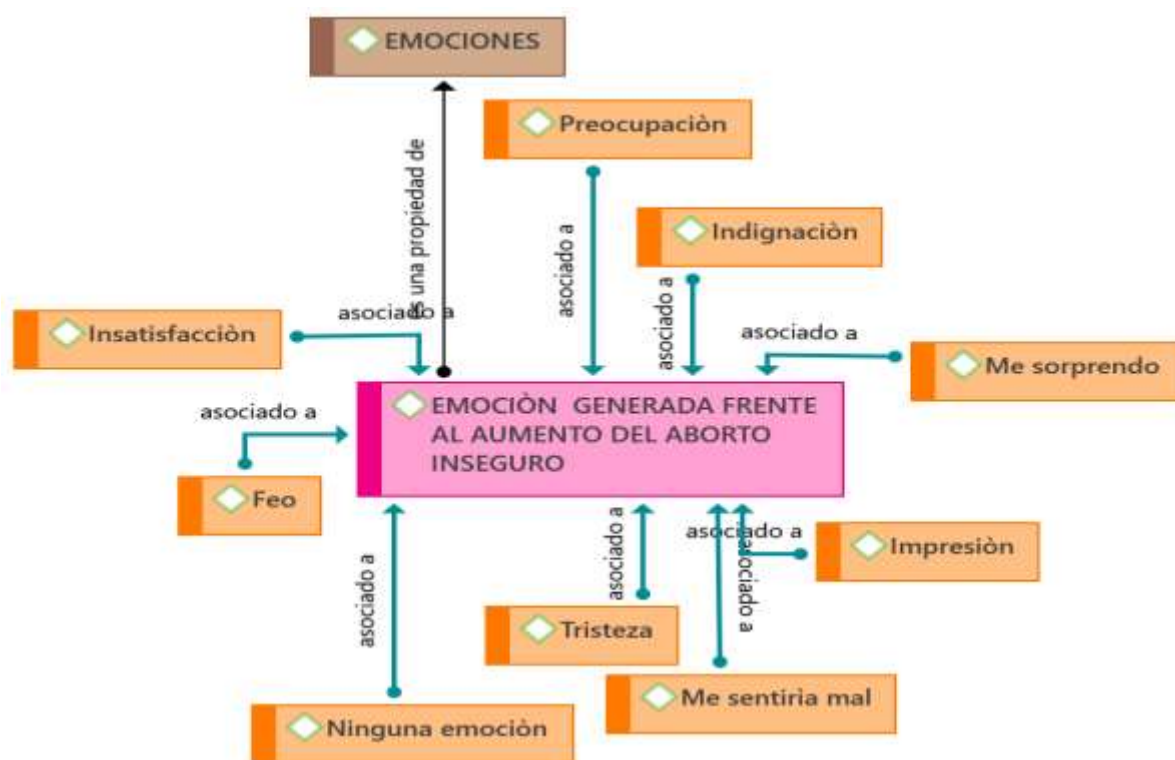 EMOCIONES
Preocupaciòn
es una propiedad de
asociado a
Indignaciòn
asociado a
asociado a
Insatisfacciòn
asociado a
Me sorprendo
asociado a
EMOCIÒN GENERADA FRENTE
AL AUMENTO DEL ABORTO
INSEGURO
Feo
asociado a
asociado a
asociado a
asociado a
Impresiòn
Tristeza
Me sentiria mal
Ninguna emociòn